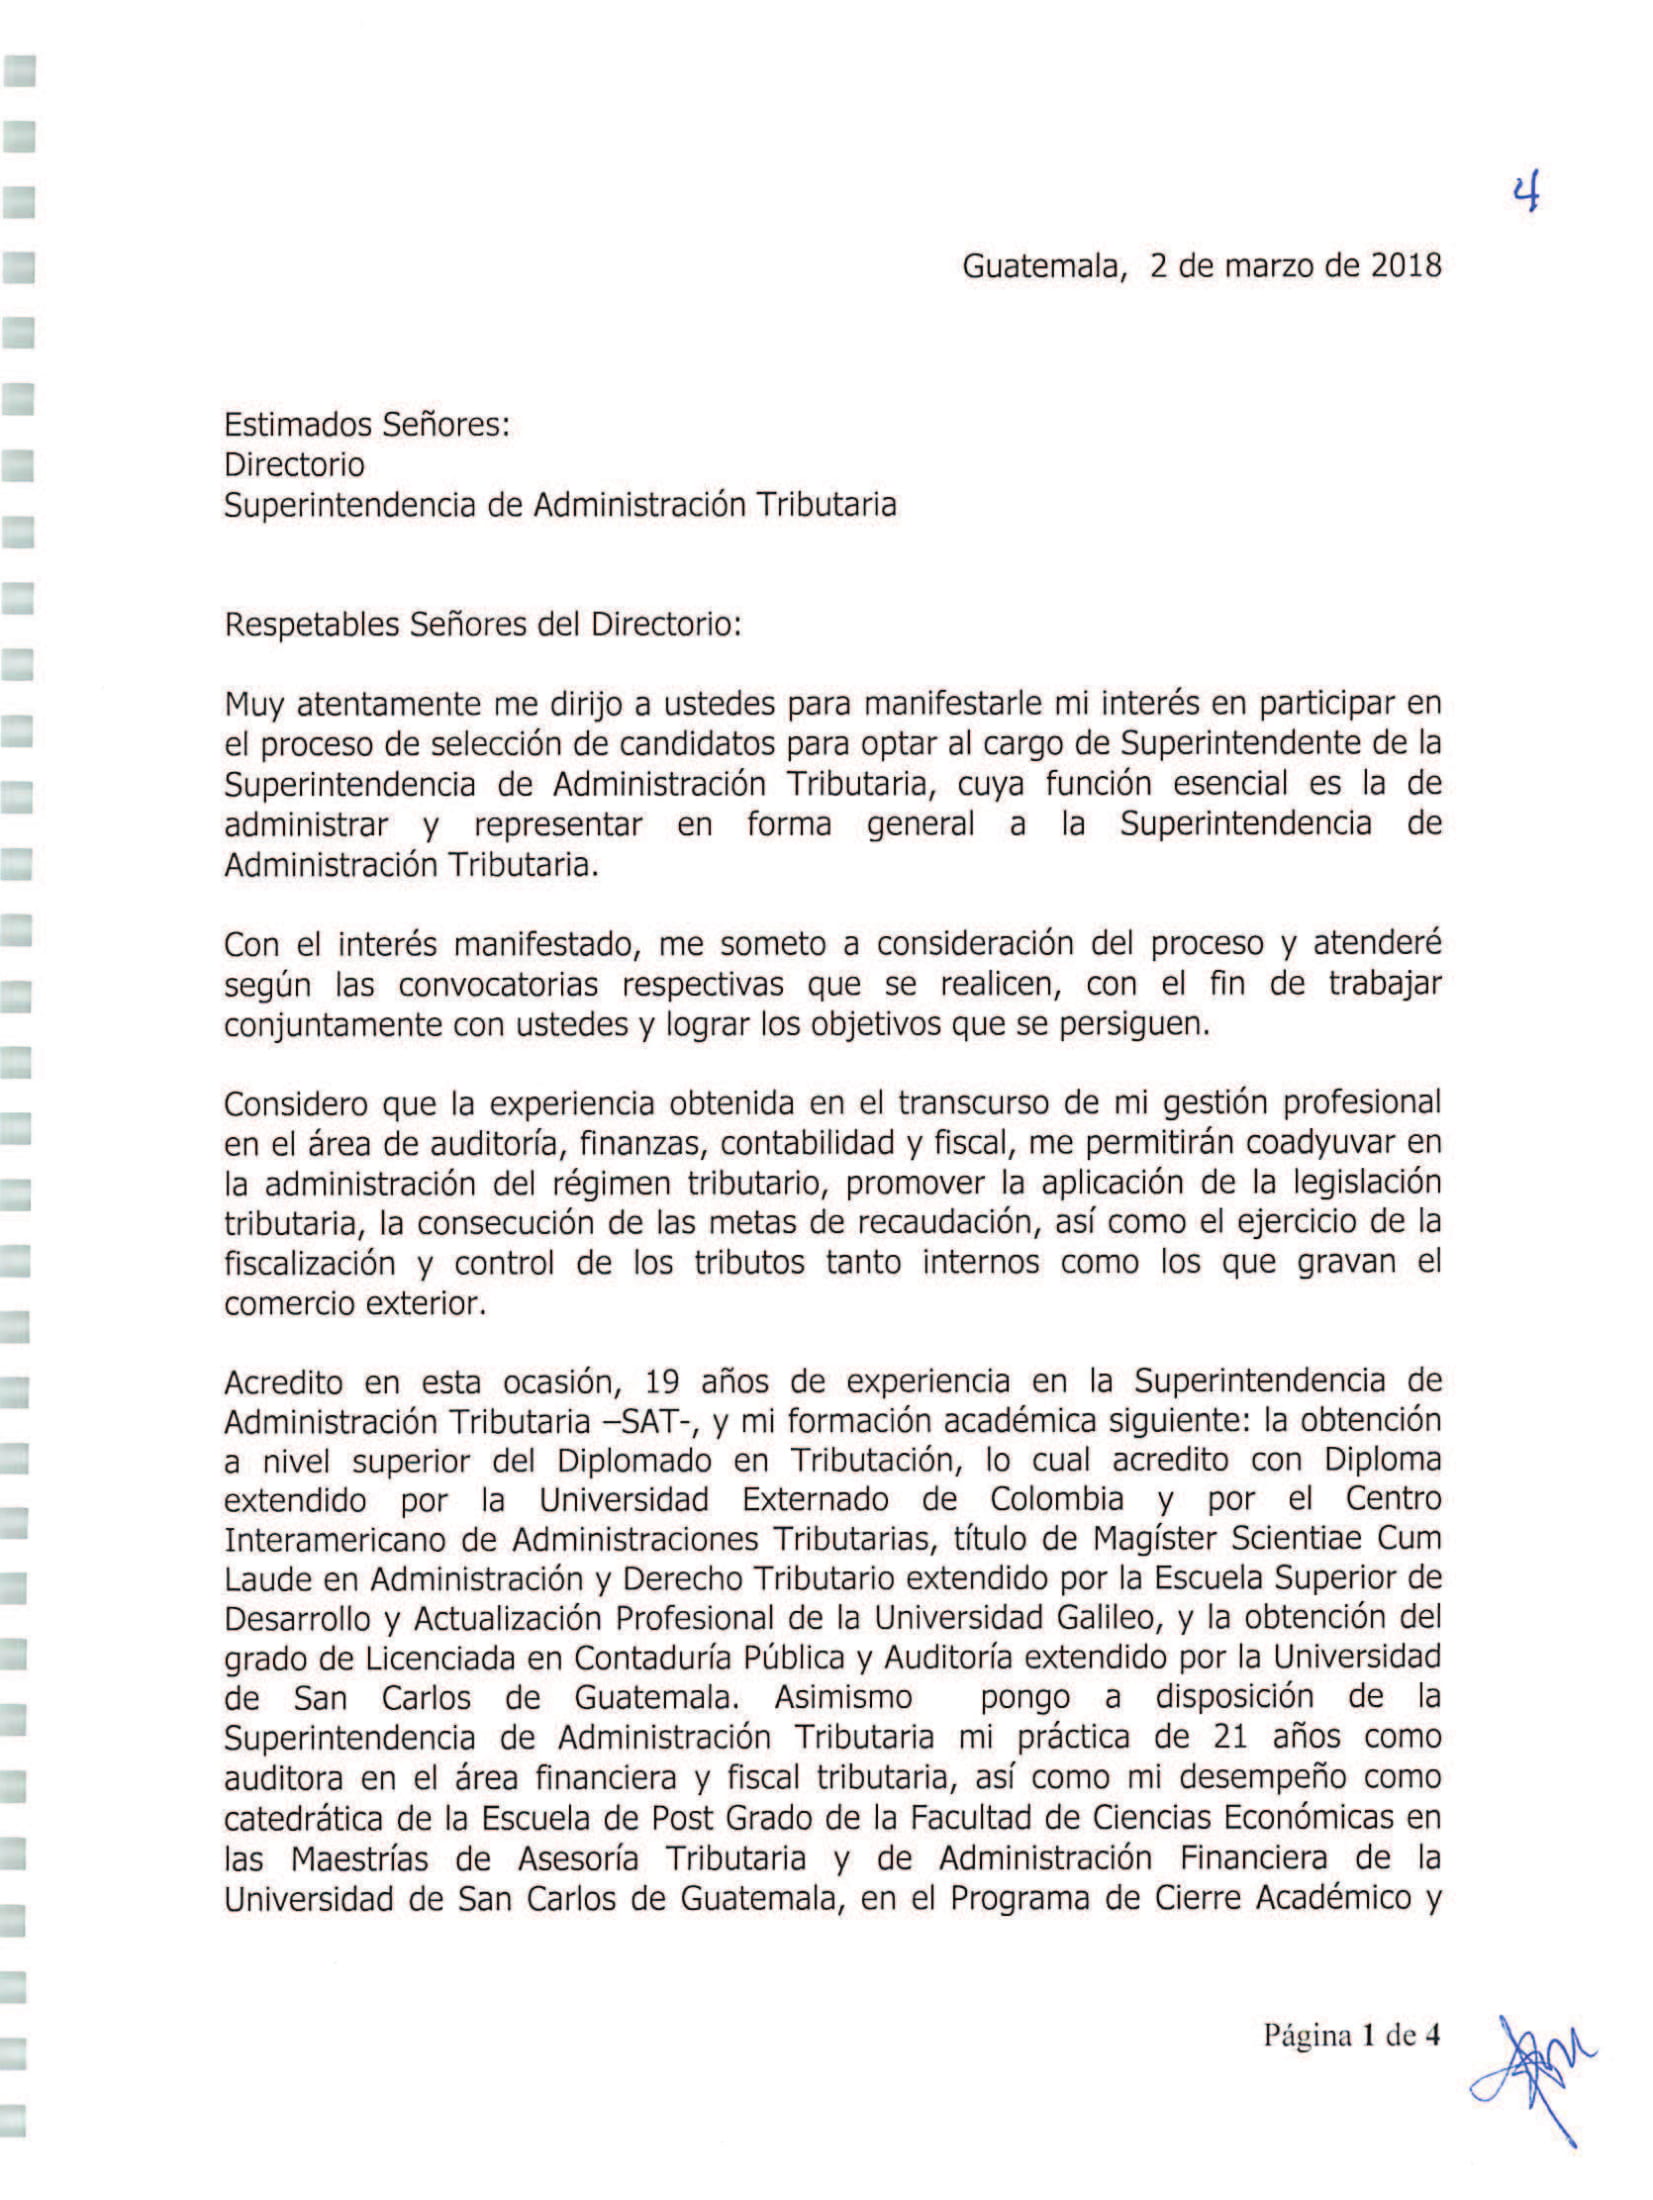 4
Guatemala, 2 de marzo de 2018
Estimados Señores:
Directorio
Superintendencia de Administración Tributaria
Respetables Señores del Directorio:
Muy atentamente me dirijo a ustedes para manifestarle mi interés en participar en
el proceso de selección de candidatos para optar al cargo de Superintendente de la
Superintendencia de Administración Tributaria, cuya función esencial es la de
administrar y representar en forma general a la Superintendencia de
Administración Tributaria.
Con el interés manifestado, me someto a consideración del proceso y atenderé
según las convocatorias respectivas que se realicen, con el fin de trabajar
conjuntamente con ustedes y lograr los objetivos que se persiguen.
Considero que la experiencia obtenida en el transcurso de mi gestión profesional
en el área de auditoría, finanzas, contabilidad y fiscal, me permitirán coadyuvar en
la administración del régimen tributario, promover la aplicación de la legislación
tributaria, la consecución de las metas de recaudación, así como el ejercicio de la
fiscalización y control de los tributos tanto internos como los que gravan el
comercio exterior.
Acredito en esta ocasión, 19 años de experiencia en la Superintendencia de
Administración Tributaria –SAT-, y mi formación académica siguiente: la obtención
a nivel superior del Diplomado en Tributación, lo cual acredito con Diploma
extendido por la Universidad Externado de Colombia y por el Centro
Interamericano de Administraciones Tributarias, título de Magíster Scientiae Cum
Laude en Administración y Derecho Tributario extendido por la Escuela Superior de
Desarrollo y Actualización Profesional de la Universidad Galileo, y la obtención del
grado de Licenciada en Contaduría Pública y Auditoría extendido por la Universidad
de San Carlos de Guatemala. Asimismo pongo a disposición de la
Superintendencia de Administración Tributaria mi práctica de 21 años como
auditora en el área financiera y fiscal tributaria, así como mi desempeño como
catedrática de la Escuela de Post Grado de la Facultad de Ciencias Económicas en
las Maestrías de Asesoría Tributaria y de Administración Financiera de la
Universidad de San Carlos de Guatemala, en el Programa de Cierre Académico y
Página 1 de 4